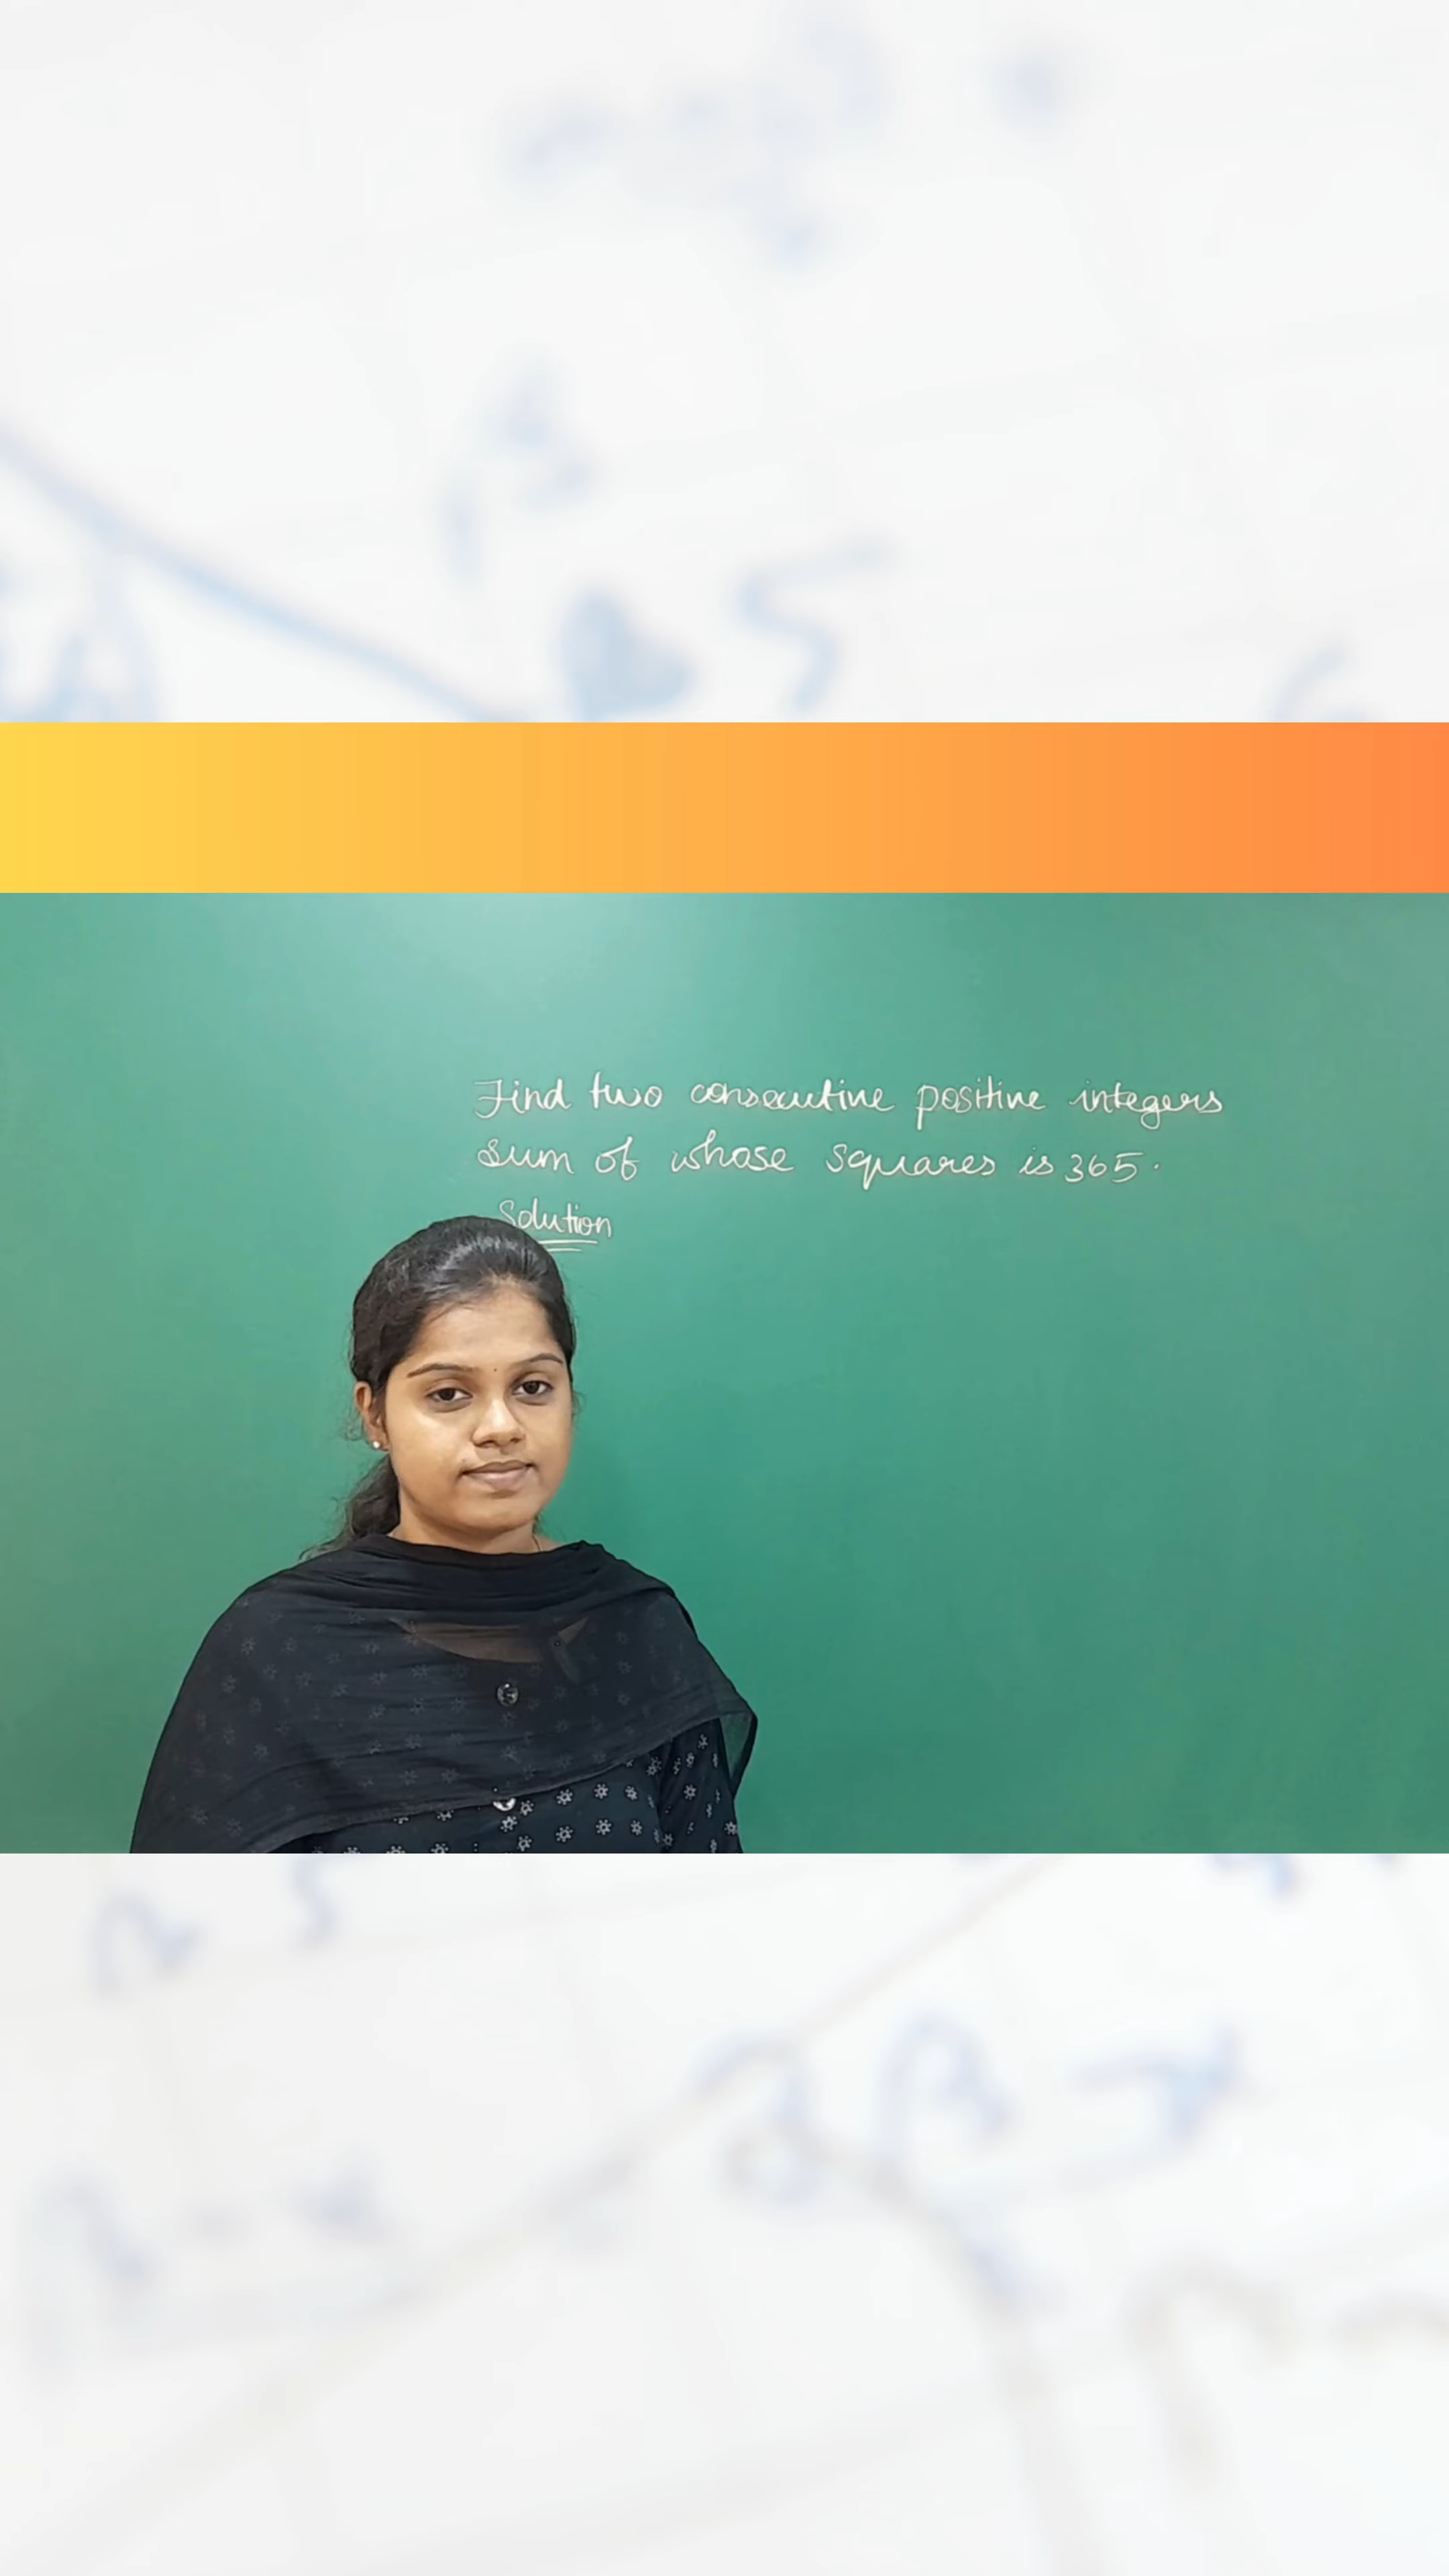 Find two consecutive positive integers
sum of whose squares is 365.
Solution